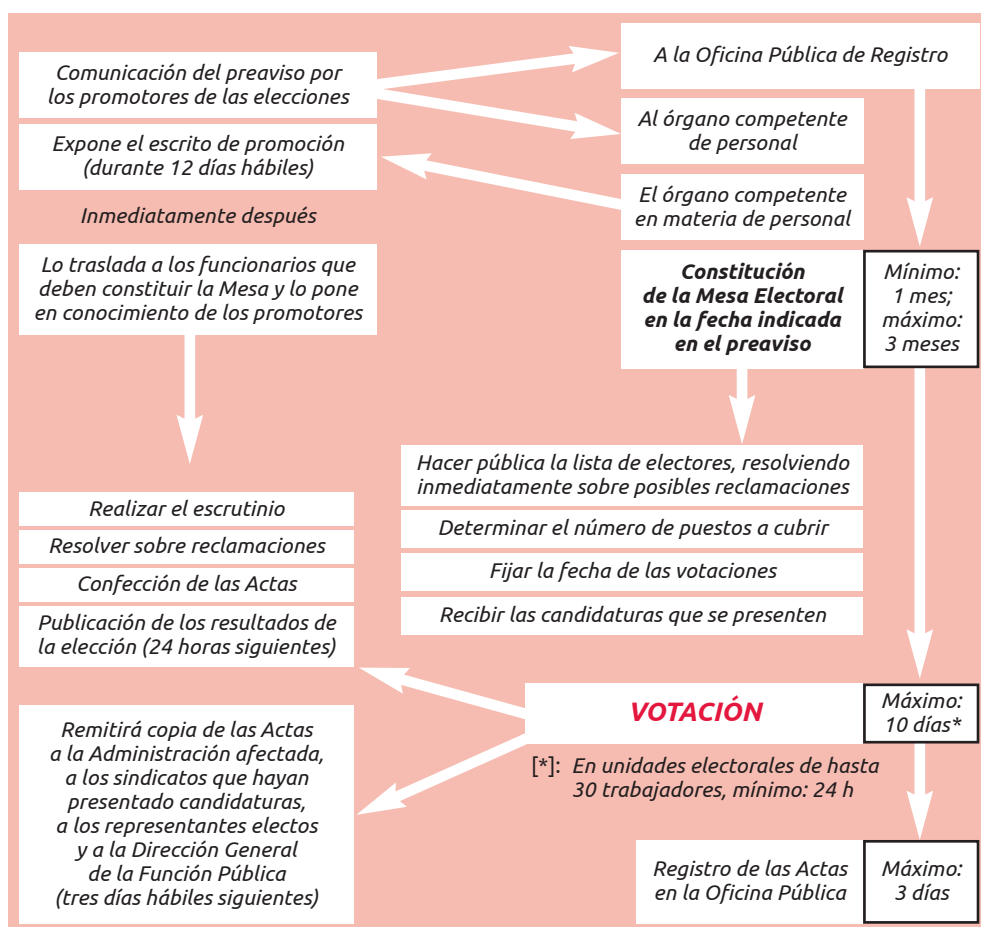 Comunicación del preaviso por
los promotores de las elecciones
A la Oficina Pública de Registro
Al órgano competente
de personal
Expone el escrito de promoción
(durante 12 días hábiles)
El órgano competente
en materia de personal
Inmediatamente después
Lo traslada a los funcionarios que
deben constituir la Mesa y lo pone
en conocimiento de los promotores
Constitución
de la Mesa Electoral
en la fecha indicada
en el preaviso
Mínimo:
1 mes;
máximo:
3 meses
Hacer pública la lista de electores, resolviendo
inmediatamente sobre posibles reclamaciones
Determinar el número de puestos a cubrir
Fijar la fecha de las votaciones
Recibir las candidaturas que se presenten
Realizar el escrutinio
Resolver sobre reclamaciones
Confección de las Actas
Publicación de los resultados de
la elección (24 horas siguientes)
VOTACIÓN
Máximo:
10 días*
[*]: En unidades electorales de hasta
30 trabajadores, mínimo: 24 h
Remitirá copia de las Actas
a la Administración afectada,
a los sindicatos que hayan
presentado candidaturas,
a los representantes electos
y a la Dirección General
de la Función Pública
(tres días hábiles siguientes)
Registro de las Actas
en la Oficina Pública
Máximo:
3 días